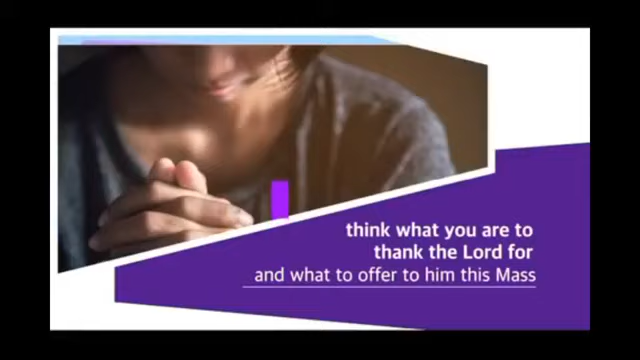 think what you are to
thank the Lord for
and what to offer to him this Mass